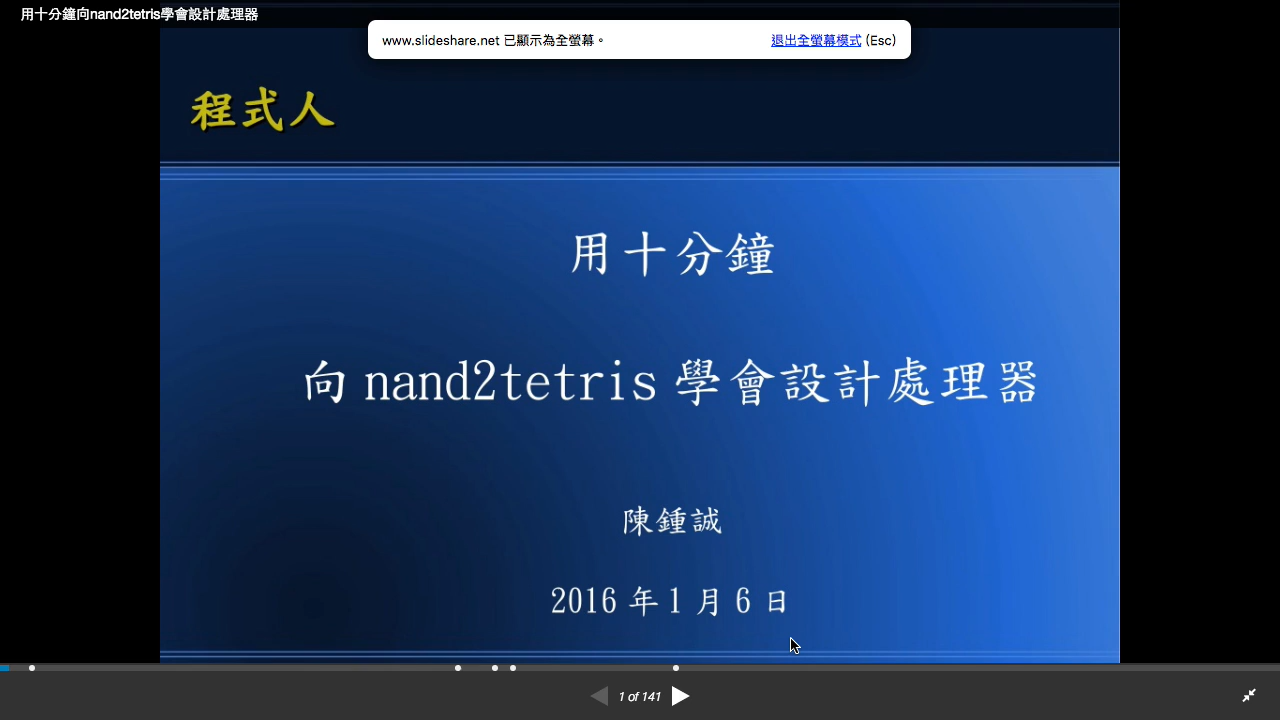 用十分鐘向nand2tetris學會設計處理器
www.slideshare.net 已顯示為全螢幕。 退出全螢幕模式 (Esc)
程式人
用十分鐘
向 nand2tetris 學會設計處理器
陳鍾誠
2016 年 1 月 6 日
1 of 141